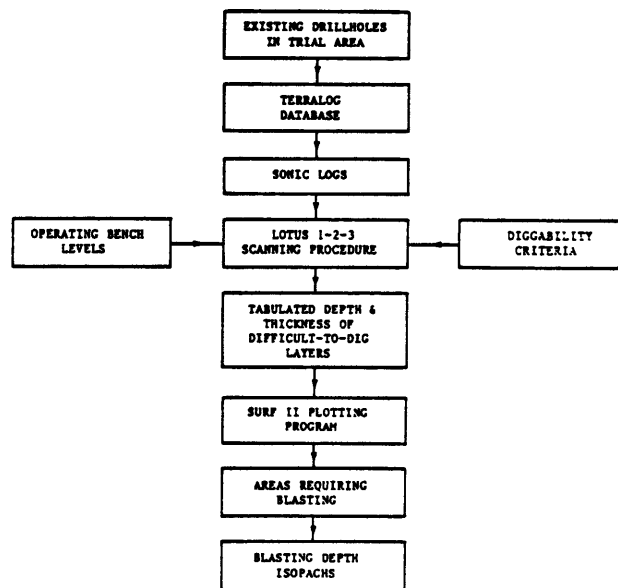 EXISTING DRILLHOLES
IN TRIAL AREA
TERRALOG
DATABASE
SONIC LOGS
OPERATING BENCH
LEVELS
LOTUS 1-2-3
SCANNING PROCEDURE
DIGGABILITY
CRITERIA
TABULATED DEPTH &
THICKNESS OF
DIFFICULT-TO-DIG
LAYERS
SURF II PLOTTING
PROGRAM
AREAS REQUIRING
BLASTING
BLASTING DEPTH
ISOPACHS